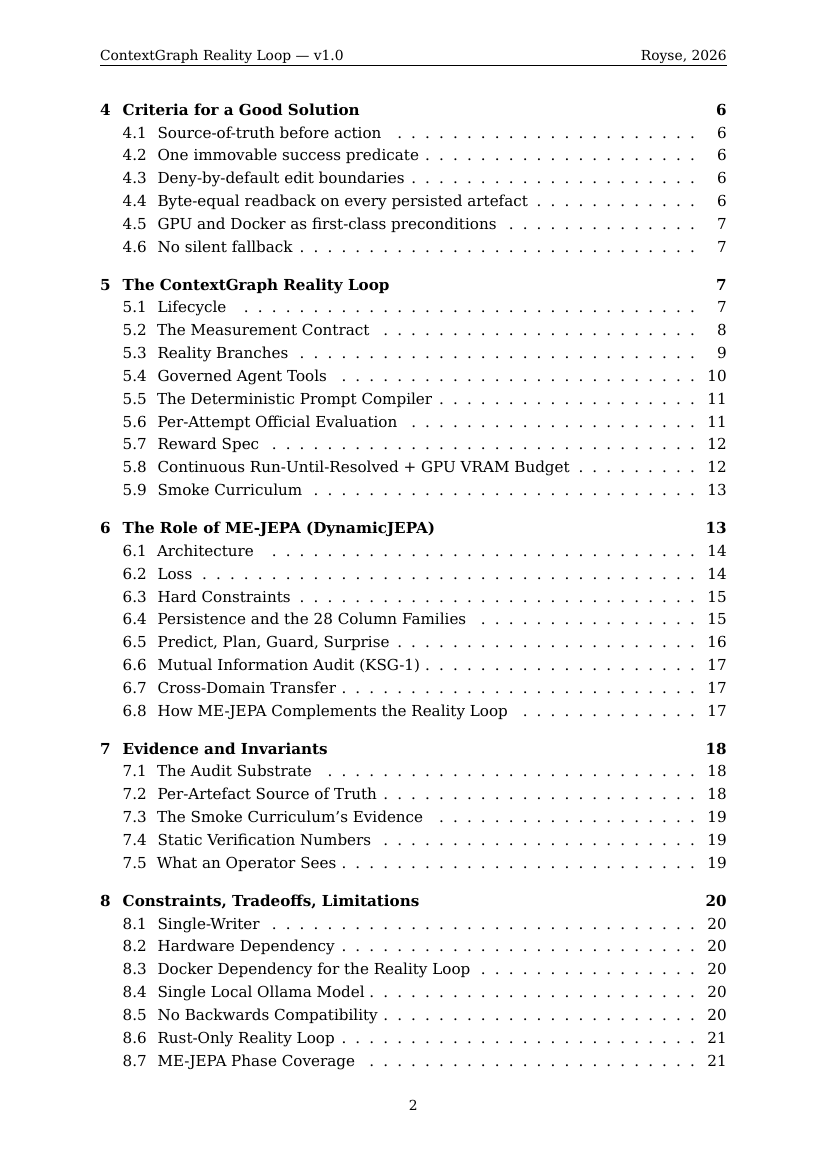 ContextGraph Reality Loop — v1.0 Royse, 2026
4 Criteria for a Good Solution 6
4.1 Source-of-truth before action . . . . . . . . . . . . . . . . . . . . . . 6
4.2 One immovable success predicate . . . . . . . . . . . . . . . . . . . . 6
4.3 Deny-by-default edit boundaries . . . . . . . . . . . . . . . . . . . . . 6
4.4 Byte-equal readback on every persisted artefact . . . . . . . . . . . . 6
4.5 GPU and Docker as first-class preconditions . . . . . . . . . . . . . . 7
4.6 No silent fallback . . . . . . . . . . . . . . . . . . . . . . . . . . . . . 7
5 The ContextGraph Reality Loop 7
5.1 Lifecycle . . . . . . . . . . . . . . . . . . . . . . . . . . . . . . . . . 7
5.2 The Measurement Contract . . . . . . . . . . . . . . . . . . . . . . . 8
5.3 Reality Branches . . . . . . . . . . . . . . . . . . . . . . . . . . . . . 9
5.4 Governed Agent Tools . . . . . . . . . . . . . . . . . . . . . . . . . . 10
5.5 The Deterministic Prompt Compiler . . . . . . . . . . . . . . . . . . . 11
5.6 Per-Attempt Official Evaluation . . . . . . . . . . . . . . . . . . . . . 11
5.7 Reward Spec . . . . . . . . . . . . . . . . . . . . . . . . . . . . . . . 12
5.8 Continuous Run-Until-Resolved + GPU VRAM Budget . . . . . . . . . 12
5.9 Smoke Curriculum . . . . . . . . . . . . . . . . . . . . . . . . . . . . 13
6 The Role of ME-JEPA (DynamicJEPA) 13
6.1 Architecture . . . . . . . . . . . . . . . . . . . . . . . . . . . . . . . 14
6.2 Loss . . . . . . . . . . . . . . . . . . . . . . . . . . . . . . . . . . . . 14
6.3 Hard Constraints . . . . . . . . . . . . . . . . . . . . . . . . . . . . . 15
6.4 Persistence and the 28 Column Families . . . . . . . . . . . . . . . . 15
6.5 Predict, Plan, Guard, Surprise . . . . . . . . . . . . . . . . . . . . . . 16
6.6 Mutual Information Audit (KSG-1) . . . . . . . . . . . . . . . . . . . . 17
6.7 Cross-Domain Transfer . . . . . . . . . . . . . . . . . . . . . . . . . . 17
6.8 How ME-JEPA Complements the Reality Loop . . . . . . . . . . . . . 17
7 Evidence and Invariants 18
7.1 The Audit Substrate . . . . . . . . . . . . . . . . . . . . . . . . . . . 18
7.2 Per-Artefact Source of Truth . . . . . . . . . . . . . . . . . . . . . . . 18
7.3 The Smoke Curriculum’s Evidence . . . . . . . . . . . . . . . . . . . 19
7.4 Static Verification Numbers . . . . . . . . . . . . . . . . . . . . . . . 19
7.5 What an Operator Sees . . . . . . . . . . . . . . . . . . . . . . . . . . 19
8 Constraints, Tradeoffs, Limitations 20
8.1 Single-Writer . . . . . . . . . . . . . . . . . . . . . . . . . . . . . . . 20
8.2 Hardware Dependency . . . . . . . . . . . . . . . . . . . . . . . . . . 20
8.3 Docker Dependency for the Reality Loop . . . . . . . . . . . . . . . . 20
8.4 Single Local Ollama Model . . . . . . . . . . . . . . . . . . . . . . . . 20
8.5 No Backwards Compatibility . . . . . . . . . . . . . . . . . . . . . . . 20
8.6 Rust-Only Reality Loop . . . . . . . . . . . . . . . . . . . . . . . . . . 21
8.7 ME-JEPA Phase Coverage . . . . . . . . . . . . . . . . . . . . . . . . 21
2